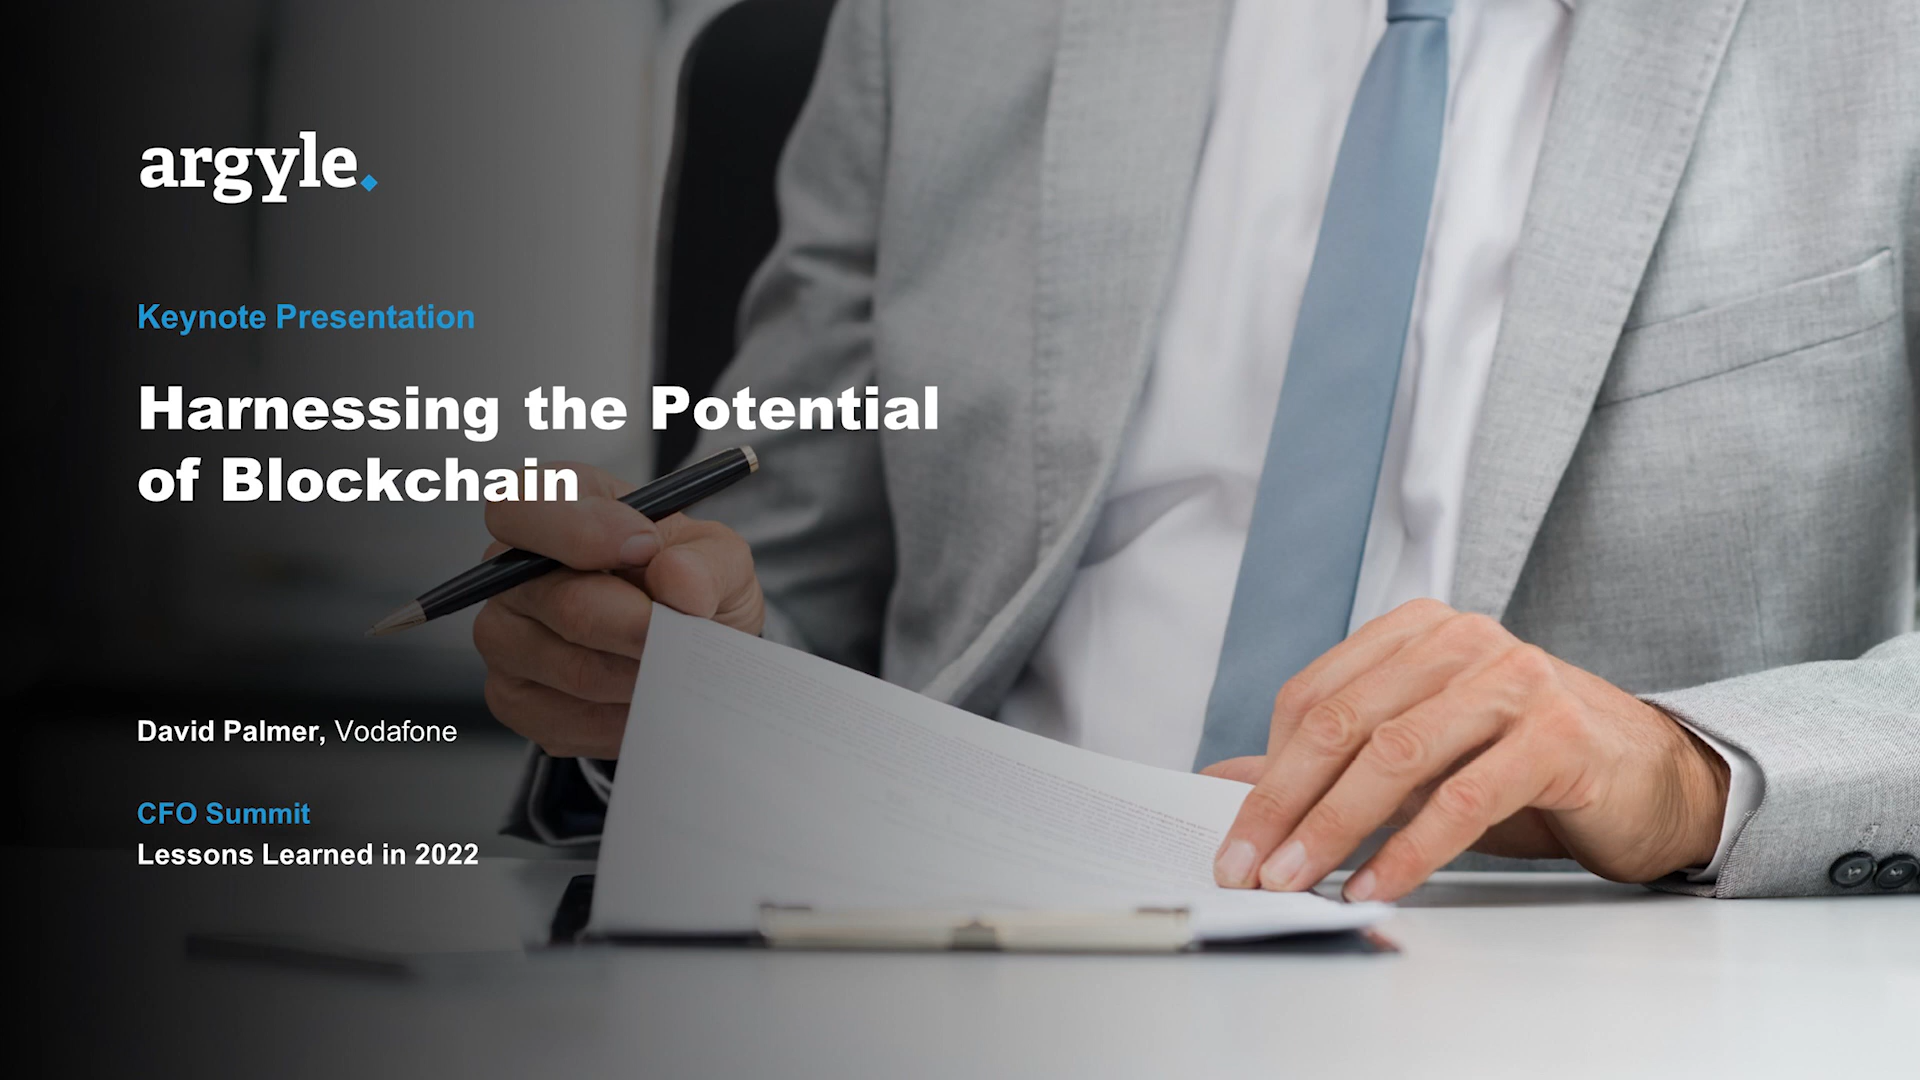 argyle.
Keynote Presentation
Harnessing the Potential
of Blockchain
David Palmer, Vodafone
CFO Summit
Lessons Learned in 2022